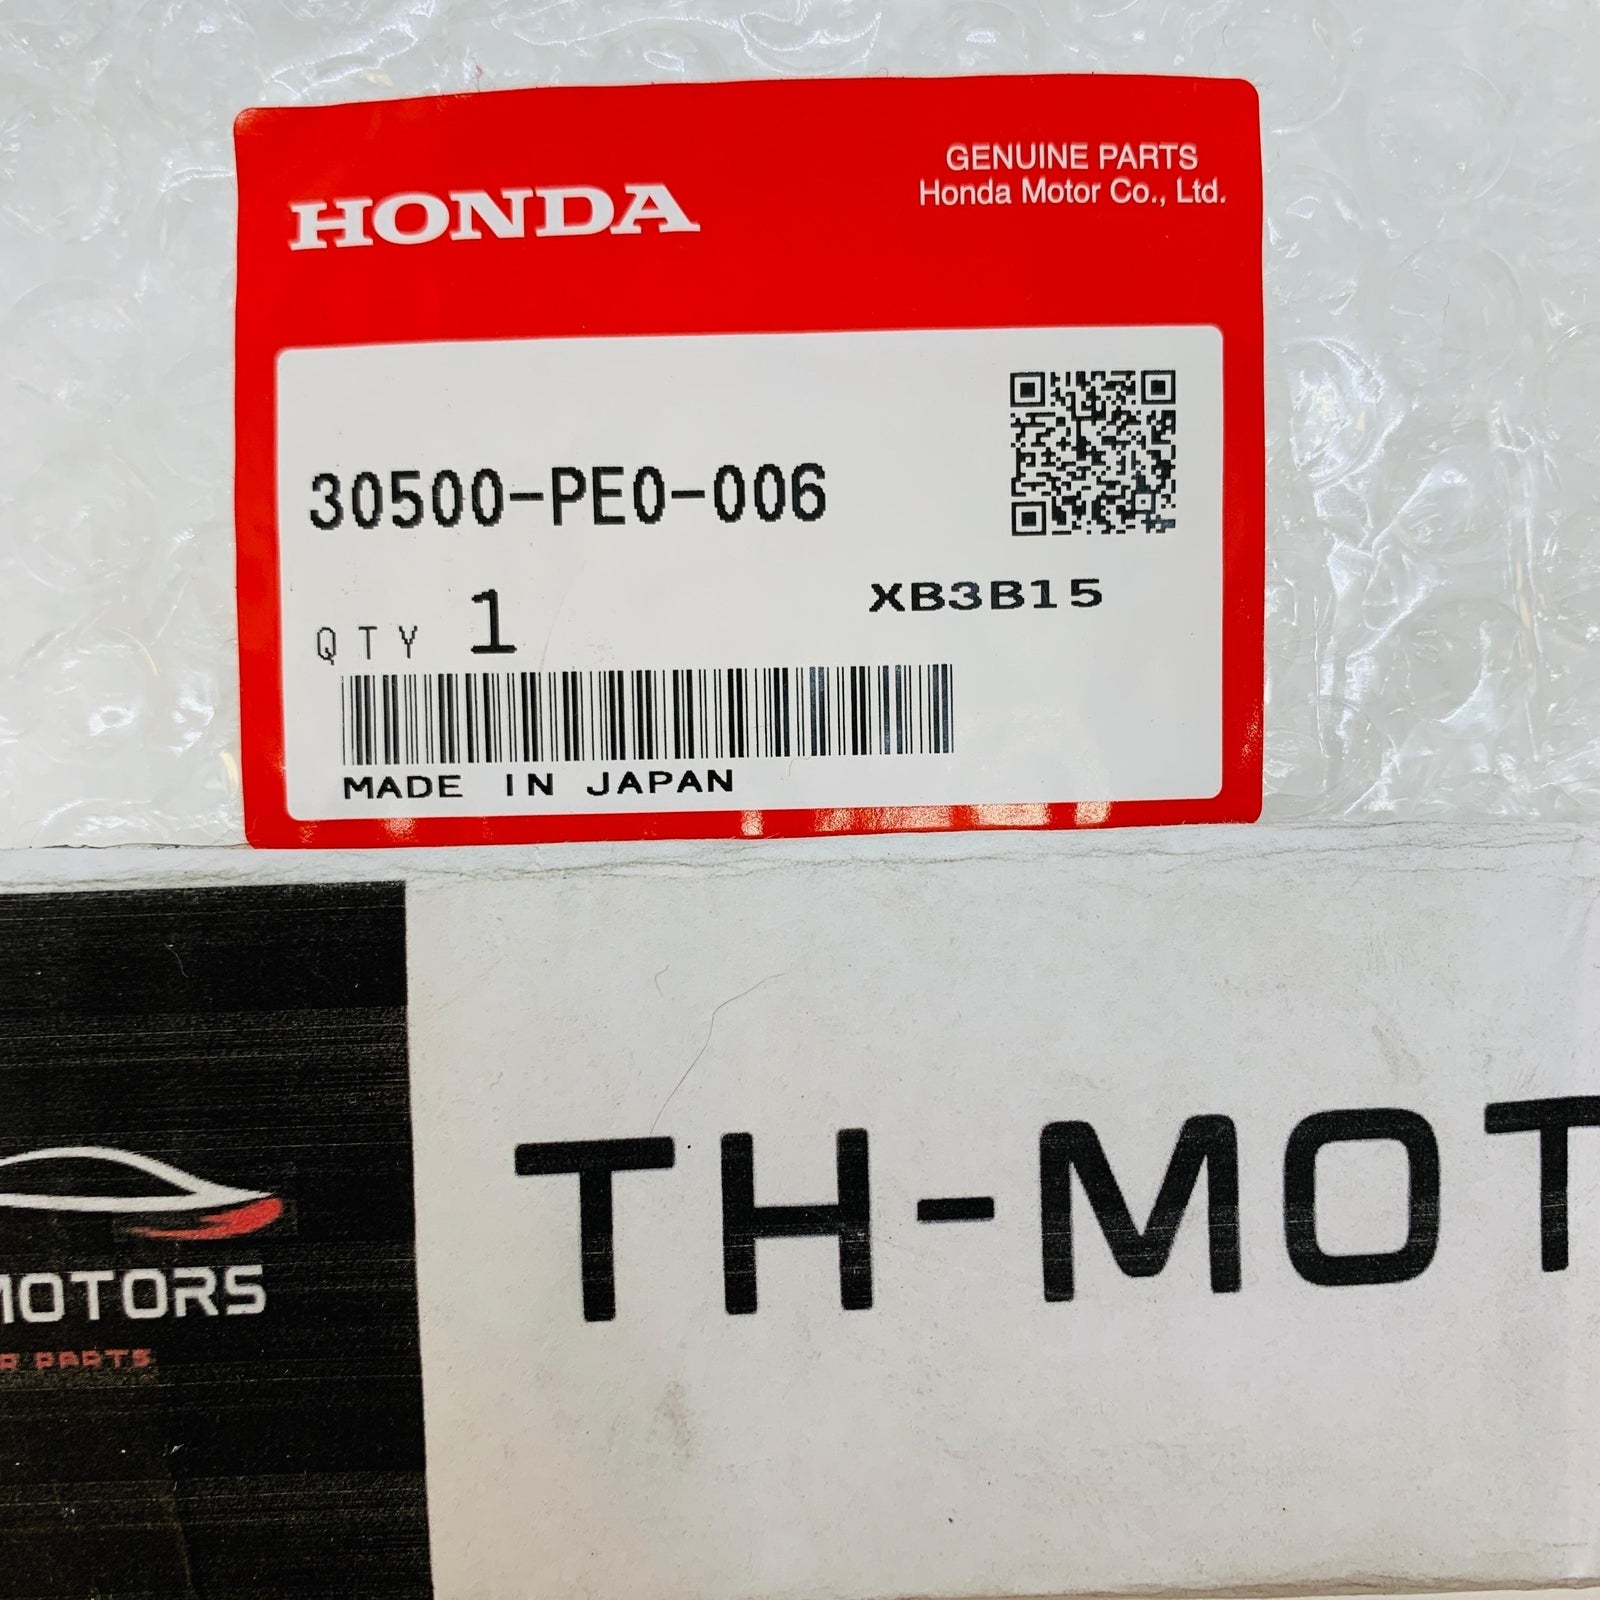 HONDA
GENUINE PARTS
Honda Motor Co., Ltd.
30500-PE0-006
QTY 1
XB3B15
MADE IN JAPAN
TH-MOT
MOTORS
R PARTS